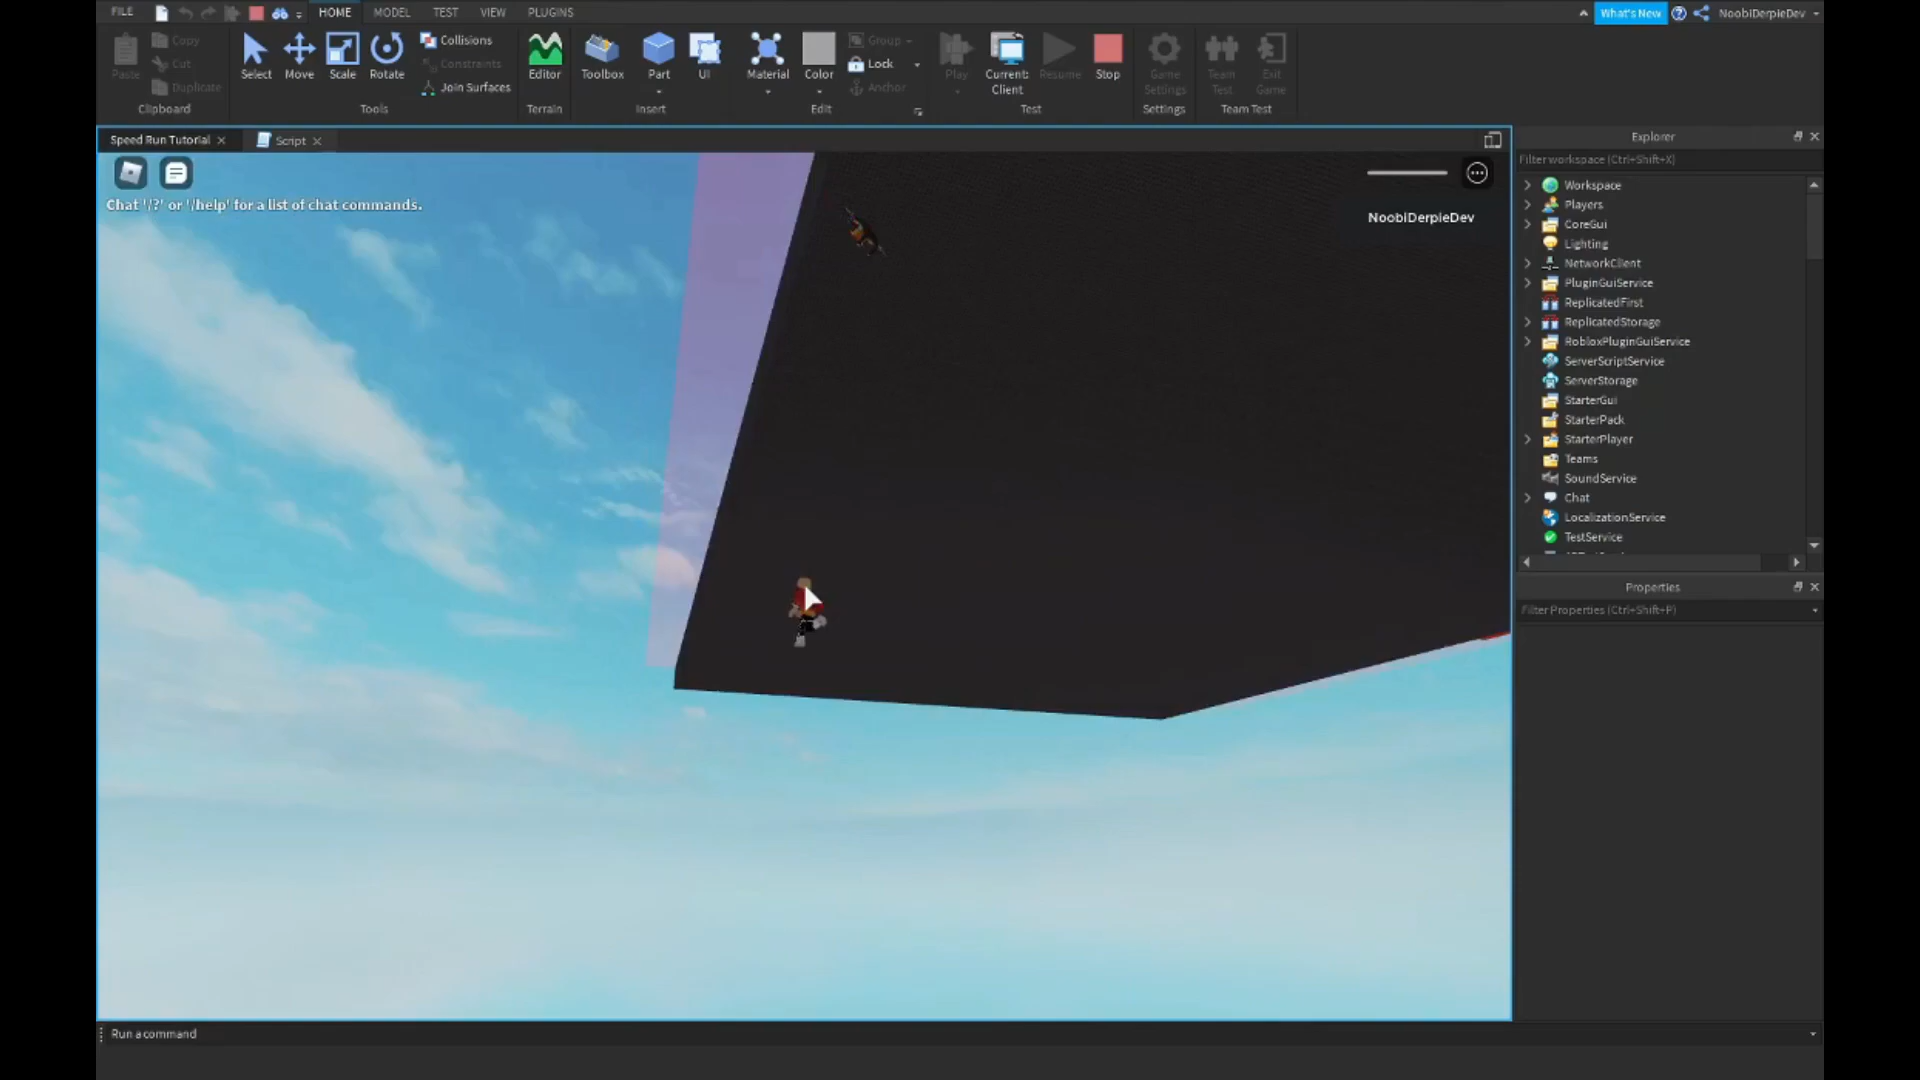 FILE HOME MODEL TEST VIEW PLUGINS What's New NoobiDerpieDev
Copy Collisions Group
Cut Constraints Lock
Paste Select Move Scale Rotate Editor Toolbox Part UI Material Color Play Current: Client Resume Stop Game Settings Team Test Exit Game
Duplicate Join Surfaces Anchor
Clipboard Tools Terrain Insert Edit Test Settings Team Test
Speed Run Tutorial Script Explorer
Filter workspace (Ctrl+Shift+X)
Chat '/?' or '/help' for a list of chat commands.
NoobiDerpieDev
Workspace
Players
CoreGui
Lighting
NetworkClient
PluginGuiService
ReplicatedFirst
ReplicatedStorage
RobloxPluginGuiService
ServerScriptService
ServerStorage
StarterGui
StarterPack
StarterPlayer
Teams
SoundService
Chat
LocalizationService
TestService
Properties
Filter Properties (Ctrl+Shift+P)
Run a command